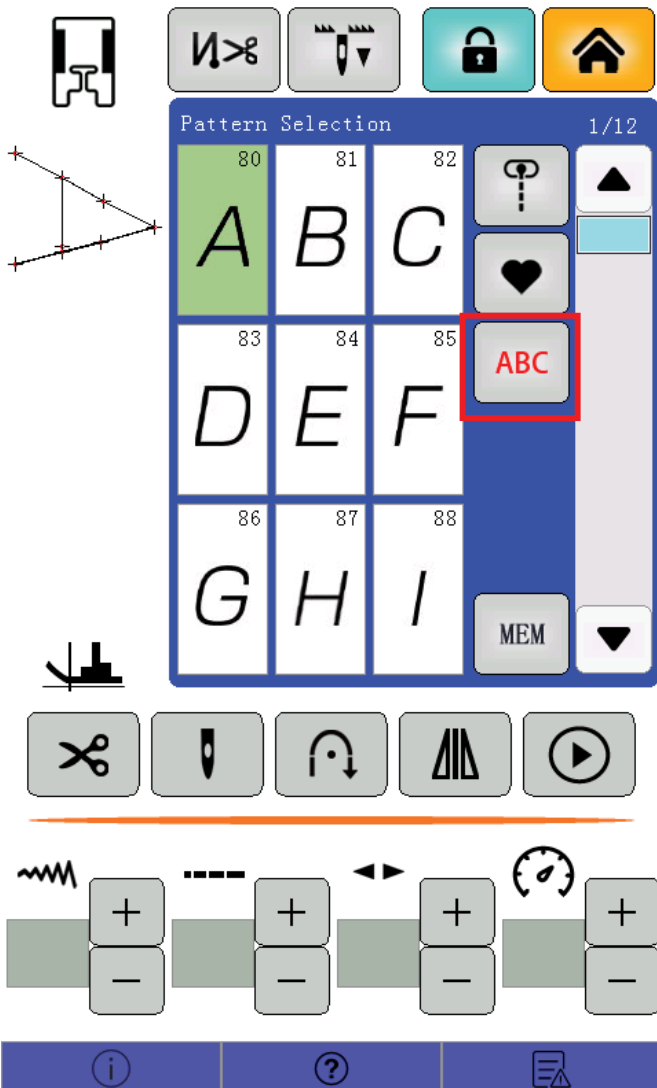 Pattern Selection 1/12
80 81 82
A B C
ABC
83 84 85
D E F
86 87 88
G H I
MEM